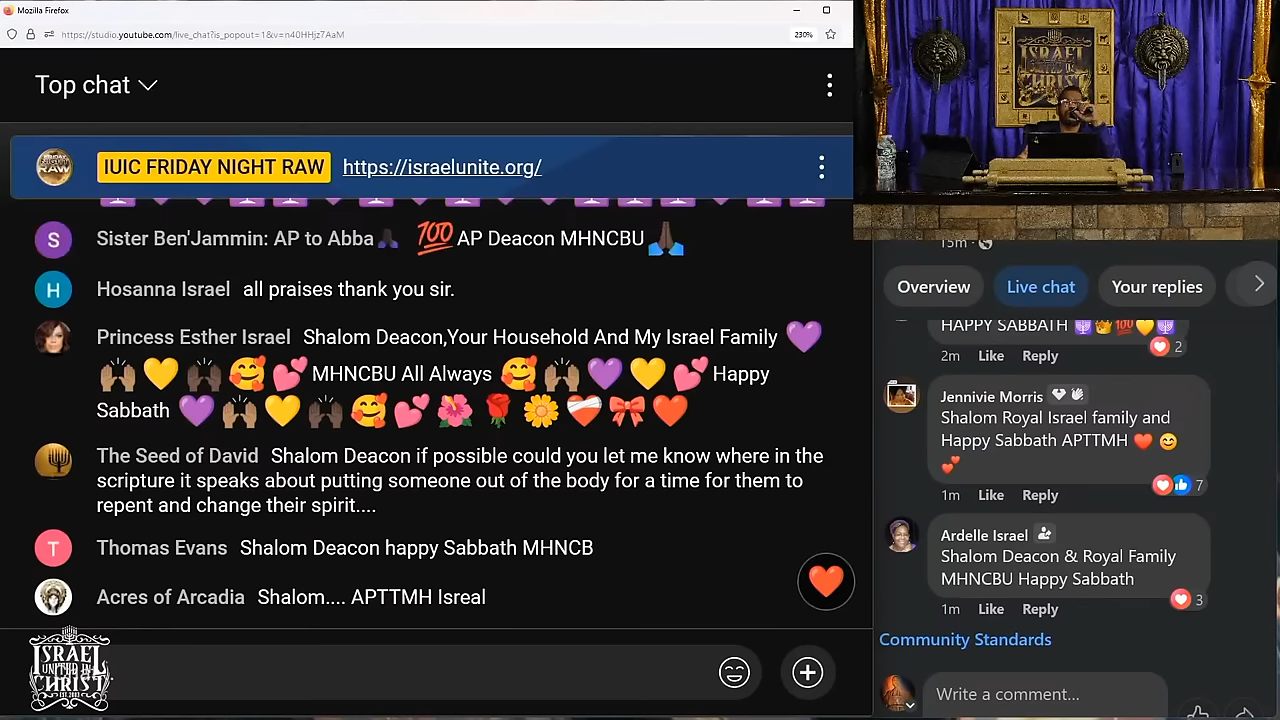 Mozilla Firefox
https://studio.youtube.com/live_chat?is_popout=1&v=n40HHjz7AaM
230%
Top chat
IUIC FRIDAY NIGHT RAW https://israelunite.org/
S Sister Ben'Jammin: AP to Abba🙏🏿 💯 AP Deacon MHNCBU🙏🏾
H Hosanna Israel all praises thank you sir.
Princess Esther Israel Shalom Deacon,Your Household And My Israel Family 💜
🙌🏽💛🙌🏿🥰💕MHNCBU All Always 🥰🙌🏽💜💛💕Happy
Sabbath 💜🙌🏽💛🙌🏿🥰💕🌺🌹🌼❤️‍🩹🎀❤️
The Seed of David Shalom Deacon if possible could you let me know where in the
scripture it speaks about putting someone out of the body for a time for them to
repent and change their spirit....
T Thomas Evans Shalom Deacon happy Sabbath MHNCB
Acres of Arcadia Shalom.... APTTMH Isreal
ISRAEL
UNITED IN
CHRIST
EST. 2003
ISRAEL
UNITED IN
CHRIST
15m
Overview Live chat Your replies
HAPPY SABBATH 🕎👑💯💛🕎
2
2m Like Reply
Jennivie Morris
Shalom Royal Israel family and
Happy Sabbath APTTMH ❤️ 😊
💕
7
1m Like Reply
Ardelle Israel
Shalom Deacon & Royal Family
MHNCBU Happy Sabbath
3
1m Like Reply
Community Standards
Write a comment...